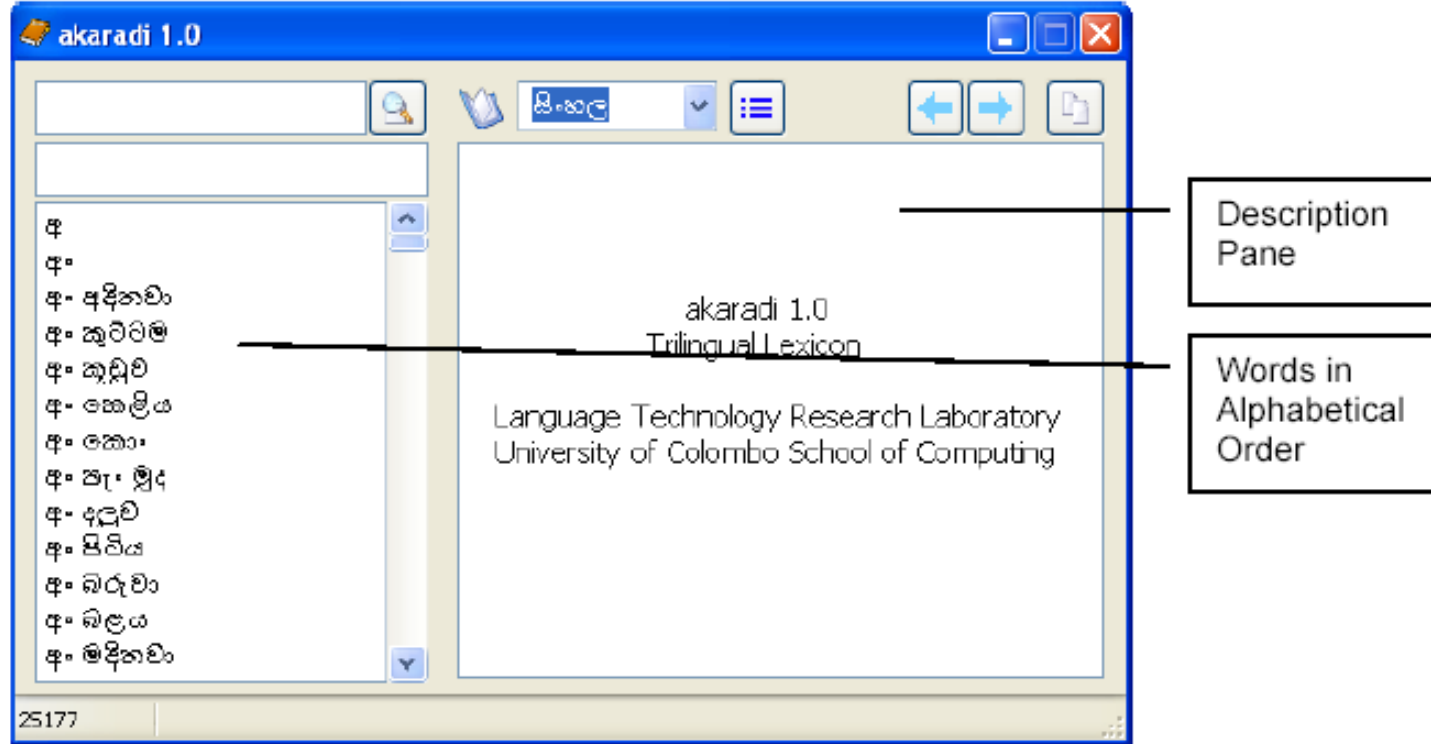 akaradi 1.0
සිංහල
අ
අං
අං අදිනවා
අං කුට්ටම
අං කූඩුව
අං කෙළිය
අං කොං
අං තැං මුද
අං දලුව
අං පිටිය
අං බරුවා
අං බළය
අං මදිනවා
akaradi 1.0
Trilingual Lexicon
Language Technology Research Laboratory
University of Colombo School of Computing
25177
Description
Pane
Words in
Alphabetical
Order